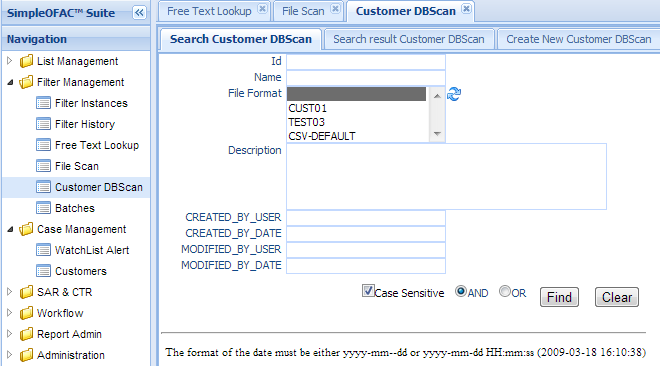 SimpleOFAC™ Suite
Navigation
List Management
Filter Management
Filter Instances
Filter History
Free Text Lookup
File Scan
Customer DBScan
Batches
Case Management
WatchList Alert
Customers
SAR & CTR
Workflow
Report Admin
Administration
Free Text Lookup
File Scan
Customer DBScan
Search Customer DBScan
Search result Customer DBScan
Create New Customer DBScan
Id
Name
File Format
CUST01
TEST03
CSV-DEFAULT
Description
CREATED_BY_USER
CREATED_BY_DATE
MODIFIED_BY_USER
MODIFIED_BY_DATE
Case Sensitive AND OR Find Clear
The format of the date must be either yyyy-mm--dd or yyyy-mm-dd HH:mm:ss (2009-03-18 16:10:38)